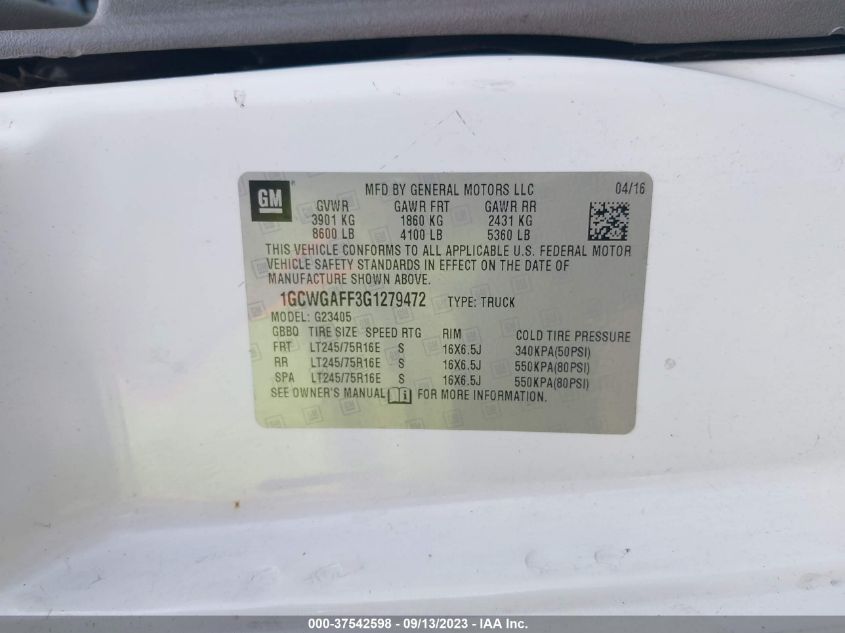 GM
MFD BY GENERAL MOTORS LLC 04/16
GVWR GAWR FRT GAWR RR
3901 KG 1860 KG 2431 KG
8600 LB 4100 LB 5360 LB
THIS VEHICLE CONFORMS TO ALL APPLICABLE U.S. FEDERAL MOTOR
VEHICLE SAFETY STANDARDS IN EFFECT ON THE DATE OF
MANUFACTURE SHOWN ABOVE.
1GCWGAFF3G1279472 TYPE: TRUCK
MODEL: G23405
GBBQ TIRE SIZE SPEED RTG RIM COLD TIRE PRESSURE
FRT LT245/75R16E S 16X6.5J 340KPA(50PSI)
RR LT245/75R16E S 16X6.5J 550KPA(80PSI)
SPA LT245/75R16E S 16X6.5J 550KPA(80PSI)
SEE OWNER'S MANUAL FOR MORE INFORMATION.
000-37542598 - 09/13/2023 - IAA Inc.